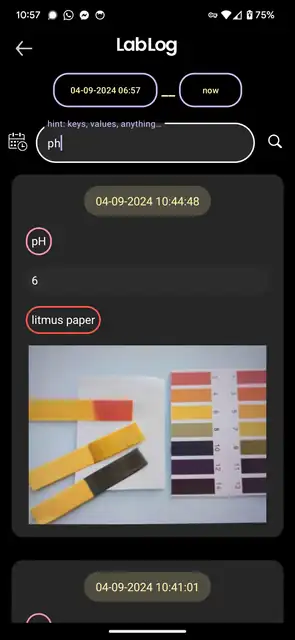 10:57
75%
LabLog
04-09-2024 06:57
now
hint: keys, values, anything...
ph
04-09-2024 10:44:48
pH
6
litmus paper
04-09-2024 10:41:01